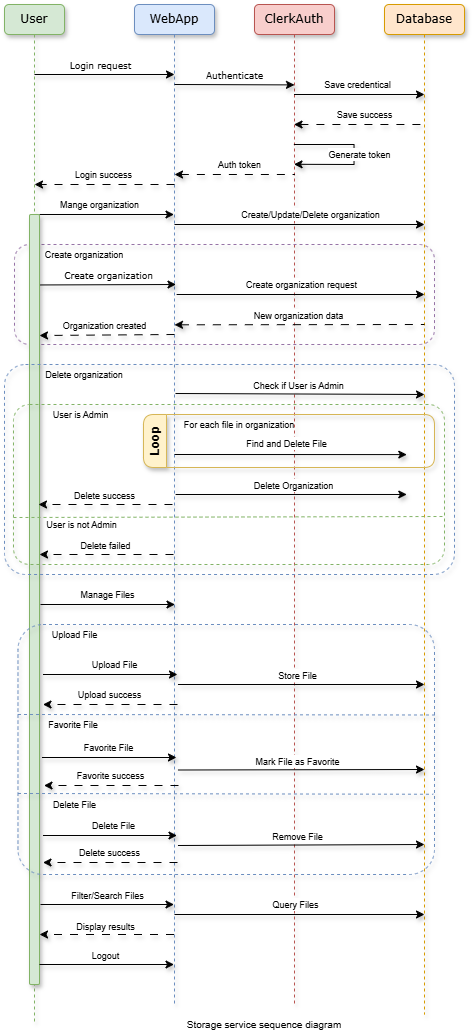 User
WebApp
ClerkAuth
Database
Login request
Authenticate
Save credentical
Save success
Generate token
Auth token
Login success
Mange organization
Create/Update/Delete organization
Create organization
Create organization
Create organization request
New organization data
Organization created
Delete organization
Check if User is Admin
User is Admin
Loop
For each file in organization
Find and Delete File
Delete Organization
Delete success
User is not Admin
Delete failed
Manage Files
Upload File
Upload File
Store File
Upload success
Favorite File
Favorite File
Mark File as Favorite
Favorite success
Delete File
Delete File
Remove File
Delete success
Filter/Search Files
Query Files
Display results
Logout
Storage service sequence diagram